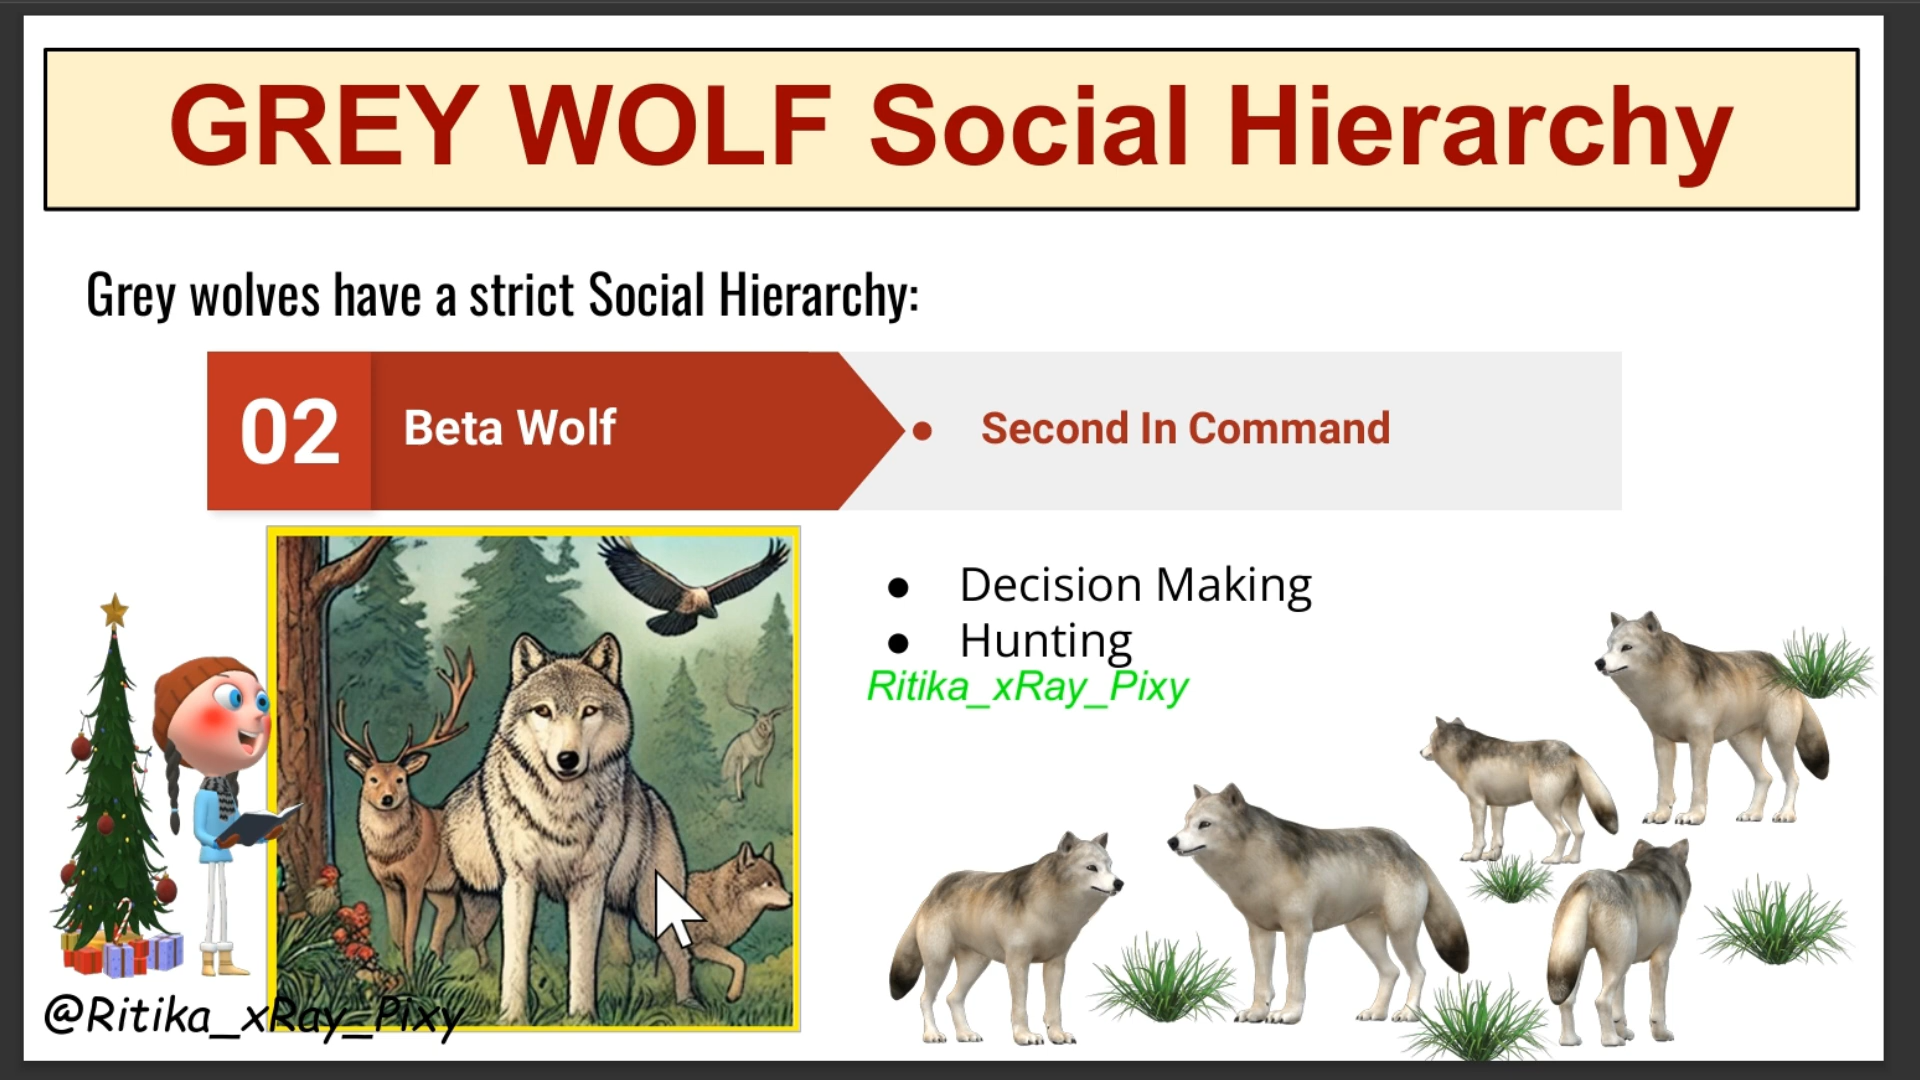 GREY WOLF Social Hierarchy
Grey wolves have a strict Social Hierarchy:
02 Beta Wolf
• Second In Command
● Decision Making
● Hunting
Ritika_xRay_Pixy
@Ritika_xRay_Pixy